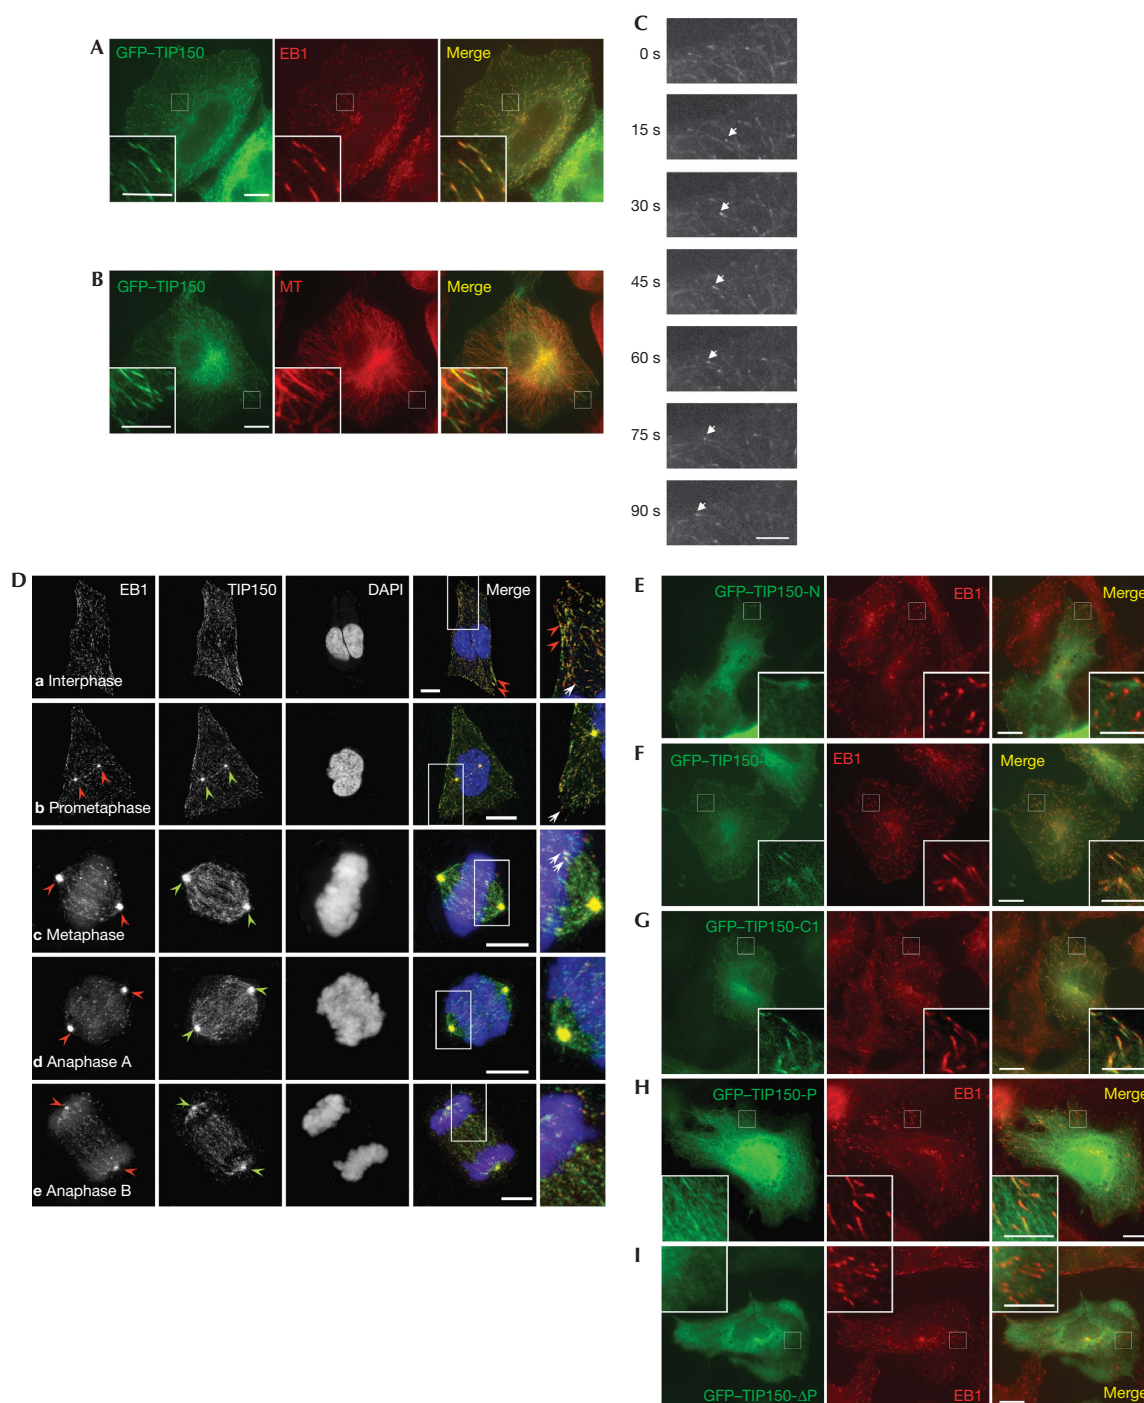 A
GFP–TIP150
EB1
Merge
B
GFP–TIP150
MT
Merge
C
0 s
15 s
30 s
45 s
60 s
75 s
90 s
D
EB1
TIP150
DAPI
Merge
a Interphase
b Prometaphase
c Metaphase
d Anaphase A
e Anaphase B
E
GFP–TIP150-N
EB1
Merge
F
GFP–TIP150-C
EB1
Merge
G
GFP–TIP150-C1
H
GFP–TIP150-P
EB1
Merge
I
GFP–TIP150-ΔP
EB1
Merge